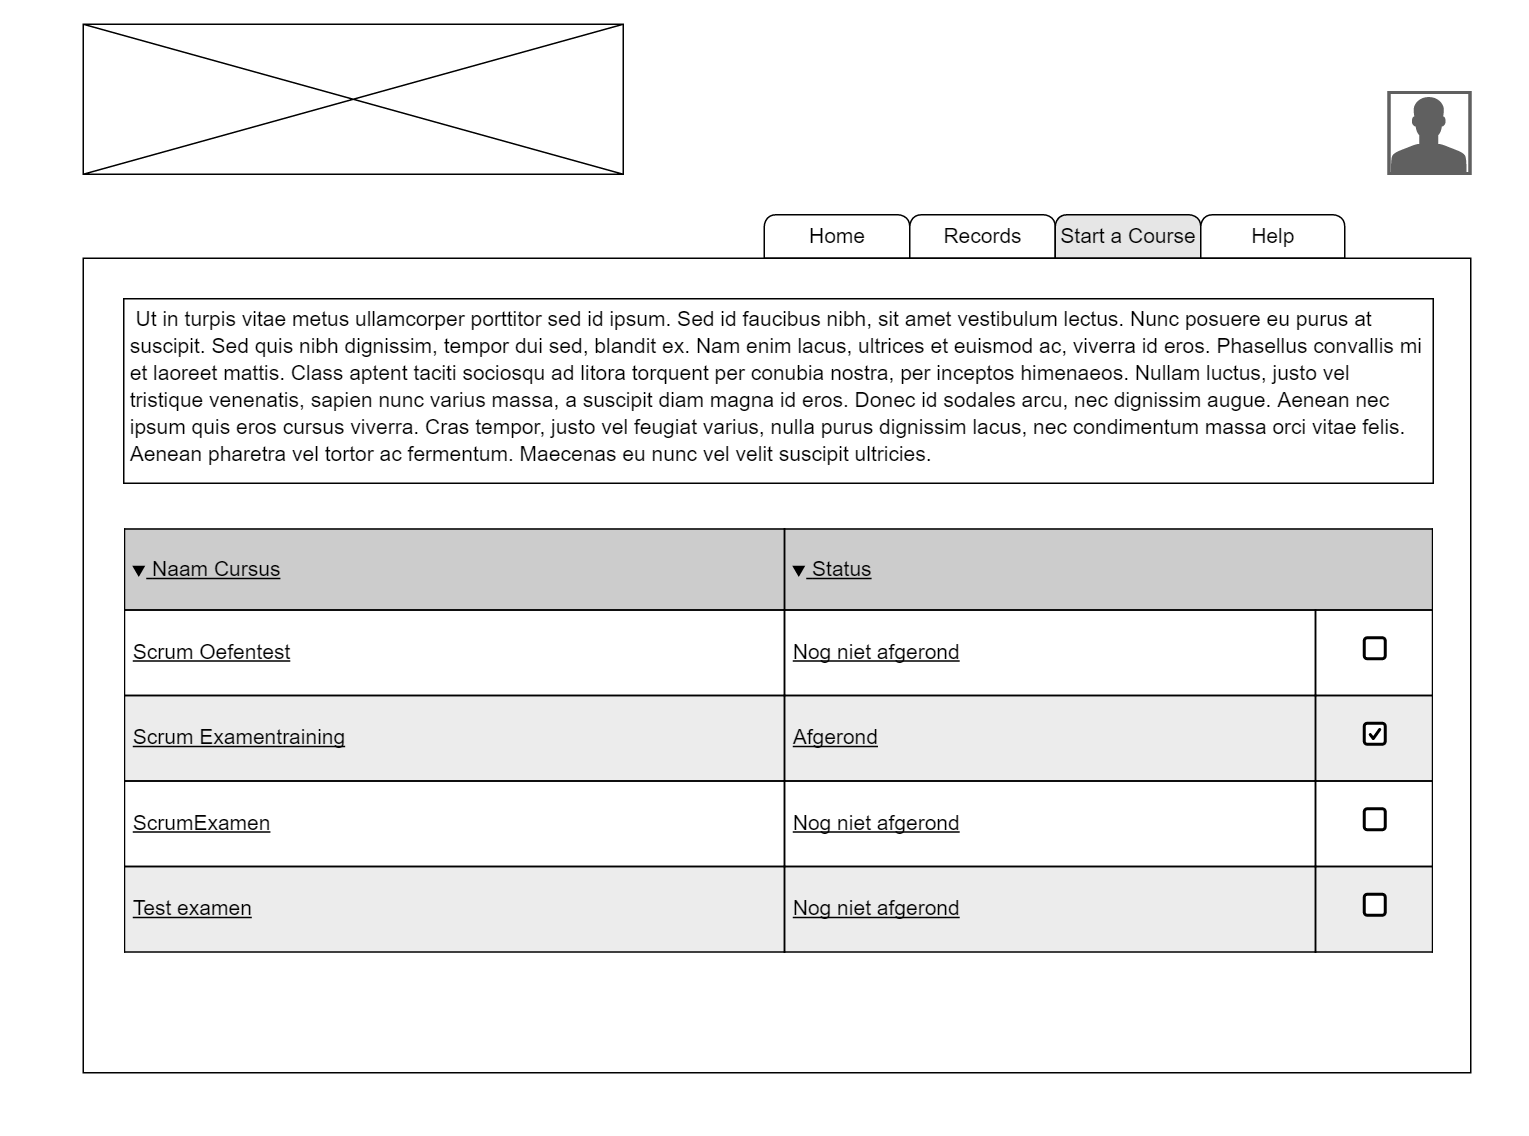 Home Records Start a Course Help
Ut in turpis vitae metus ullamcorper porttitor sed id ipsum. Sed id faucibus nibh, sit amet vestibulum lectus. Nunc posuere eu purus at
suscipit. Sed quis nibh dignissim, tempor dui sed, blandit ex. Nam enim lacus, ultrices et euismod ac, viverra id eros. Phasellus convallis mi
et laoreet mattis. Class aptent taciti sociosqu ad litora torquent per conubia nostra, per inceptos himenaeos. Nullam luctus, justo vel
tristique venenatis, sapien nunc varius massa, a suscipit diam magna id eros. Donec id sodales arcu, nec dignissim augue. Aenean nec
ipsum quis eros cursus viverra. Cras tempor, justo vel feugiat varius, nulla purus dignissim lacus, nec condimentum massa orci vitae felis.
Aenean pharetra vel tortor ac fermentum. Maecenas eu nunc vel velit suscipit ultricies.
Naam Cursus Status
Scrum Oefentest Nog niet afgerond
Scrum Examentraining Afgerond
ScrumExamen Nog niet afgerond
Test examen Nog niet afgerond